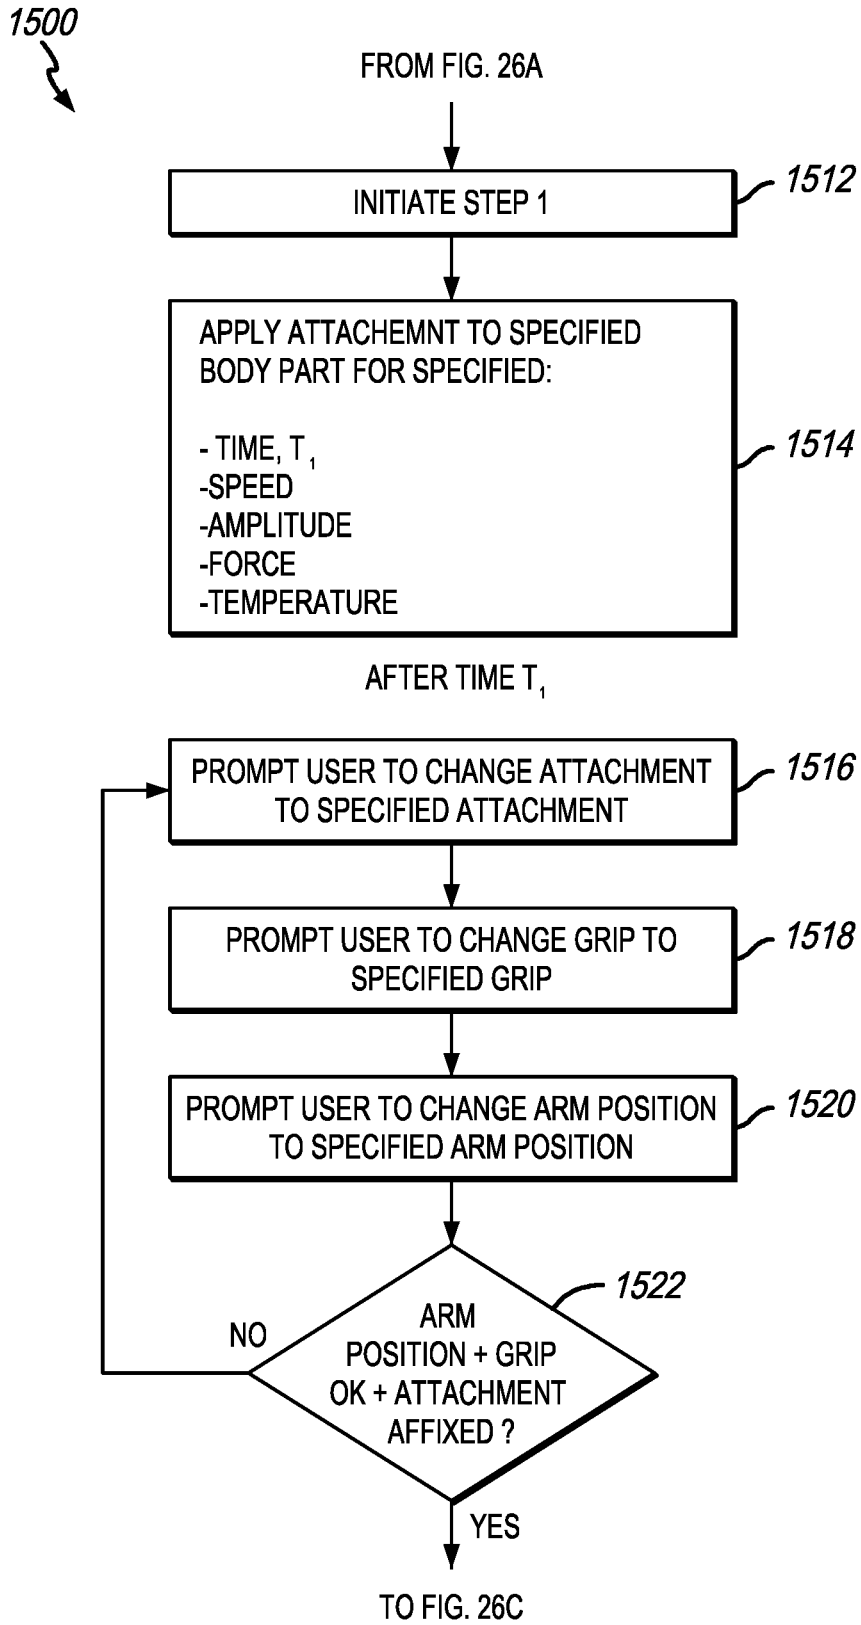 1500
FROM FIG. 26A
INITIATE STEP 1
1512
APPLY ATTACHEMNT TO SPECIFIED
BODY PART FOR SPECIFIED:
- TIME, T₁
-SPEED
-AMPLITUDE
-FORCE
-TEMPERATURE
1514
AFTER TIME T₁
PROMPT USER TO CHANGE ATTACHMENT
TO SPECIFIED ATTACHMENT
1516
PROMPT USER TO CHANGE GRIP TO
SPECIFIED GRIP
1518
PROMPT USER TO CHANGE ARM POSITION
TO SPECIFIED ARM POSITION
1520
ARM
POSITION + GRIP
OK + ATTACHMENT
AFFIXED ?
1522
NO
YES
TO FIG. 26C